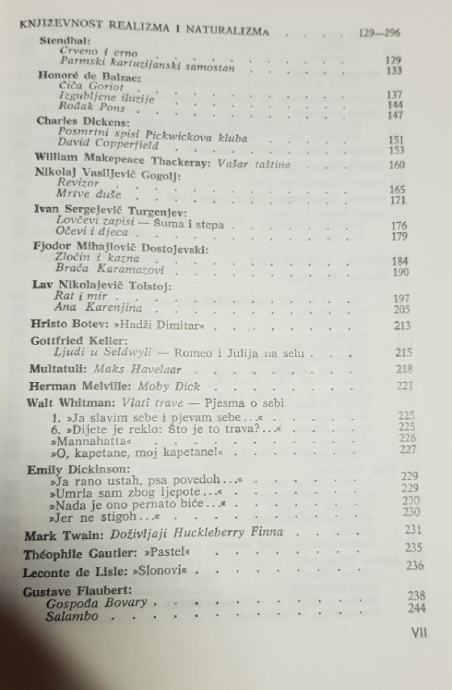 KNJIŽEVNOST REALIZMA I NATURALIZMA . . . . 129—296
Stendhal:
Crveno i crno . . . . . . . . . 129
Parmski kartuzijanski samostan . . . . . 133
Honoré de Balzac:
Čiča Goriot . . . . . . . . . 137
Izgubljene iluzije . . . . . . . . 144
Rođak Pons . . . . . . . . . 147
Charles Dickens:
Posmrtni spisi Pickwickova kluba . . . . . 151
David Copperfield . . . . . . . . 153
William Makepeace Thackeray: Vašar taštine . . . 160
Nikolaj Vasiljevič Gogolj:
Revizor . . . . . . . . . . 165
Mrtve duše . . . . . . . . . 171
Ivan Sergejevič Turgenjev:
Lovčevi zapisi — Šuma i stepa . . . . . 176
Očevi i djeca . . . . . . . . . 179
Fjodor Mihajlovič Dostojevski:
Zločin i kazna . . . . . . . . 184
Braća Karamazovi . . . . . . . . 190
Lav Nikolajevič Tolstoj:
Rat i mir . . . . . . . . . . 197
Ana Karenjina . . . . . . . . . 205
Hristo Botev: »Hadži Dimitar« . . . . . . 213
Gottfried Keller:
Ljudi u Seldwyli — Romeo i Julija na selu . . . 215
Multatuli: Maks Havelaar . . . . . . . 218
Herman Melville: Moby Dick . . . . . . 221
Walt Whitman: Vlati trave — Pjesma o sebi
1. »Ja slavim sebe i pjevam sebe...« . . . . 225
6. »Dijete je reklo: Što je to trava?...« . . . . 225
»Mannahatta« . . . . . . . . . 226
»O, kapetane, moj kapetane!« . . . . . . 227
Emily Dickinson:
»Ja rano ustah, psa povedoh...« . . . . . 229
»Umrla sam zbog ljepote...« . . . . . . 229
»Nada je ono pernato biće...« . . . . . 230
»Jer ne stigoh...« . . . . . . . . 230
Mark Twain: Doživljaji Huckleberry Finna . . . . 231
Théophile Gautier: »Pastel« . . . . . . . 235
Leconte de Lisle: »Slonovi« . . . . . . . 236
Gustave Flaubert:
Gospođa Bovary . . . . . . . . 238
Salambo . . . . . . . . . . 244
VII